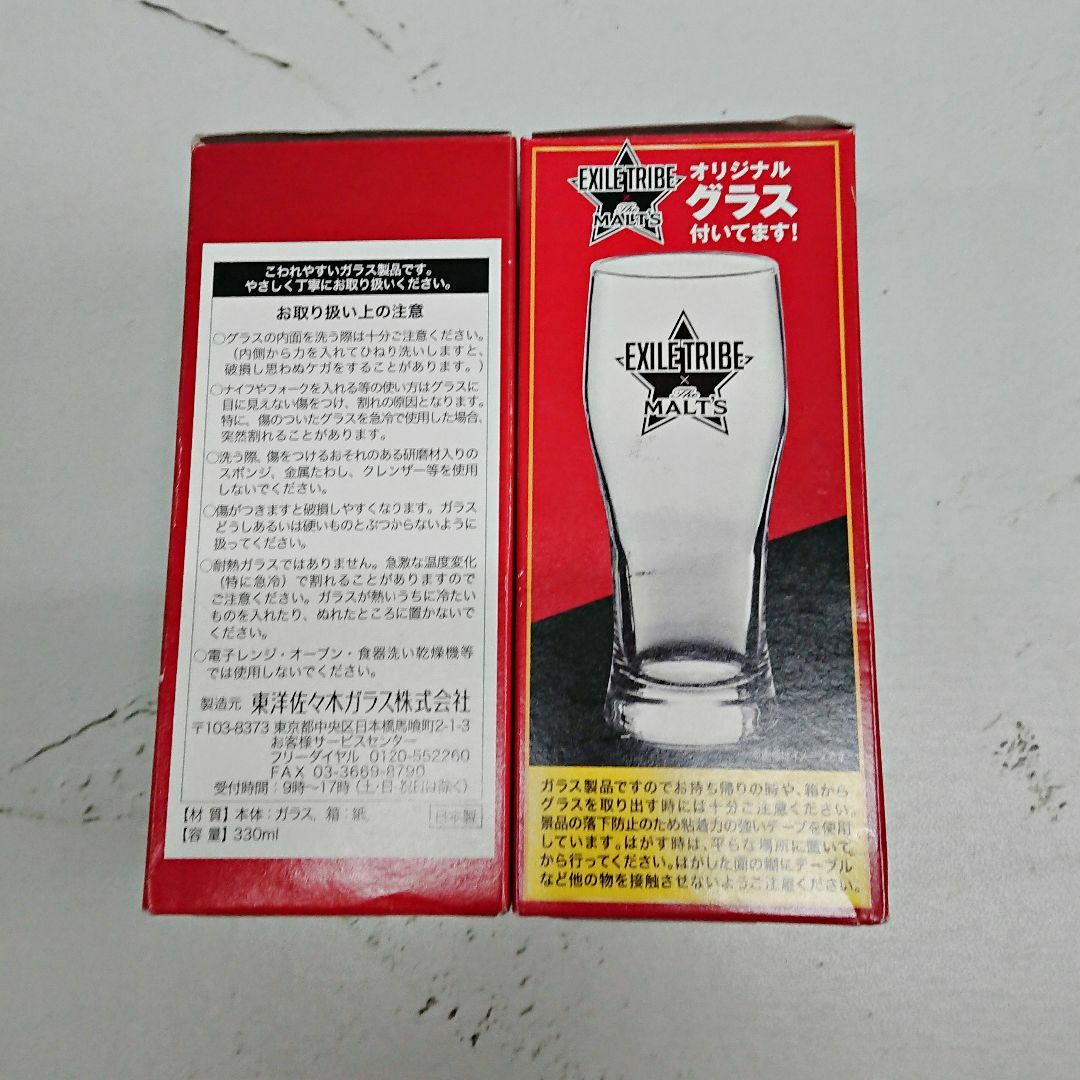 こわれやすいガラス製品です。
やさしく丁寧にお取り扱いください。
お取り扱い上の注意
○グラスの内面を洗う際は十分ご注意ください。
（内側から力を入れてひねり洗いしますと、
破損し思わぬケガをすることがあります。）
○ナイフやフォークを入れる等の使い方はグラスに
目に見えない傷をつけ、割れの原因となります。
特に、傷のついたグラスを急冷で使用した場合、
突然割れることがあります。
○洗う際、傷をつけるおそれのある研磨材入りの
スポンジ、金属たわし、クレンザー等を使用
しないでください。
○傷がつきますと破損しやすくなります。ガラス
どうしあるいは硬いものとぶつからないように
扱ってください。
○耐熱ガラスではありません。急激な温度変化
（特に急冷）で割れることがありますので
ご注意ください。ガラスが熱いうちに冷たい
ものを入れたり、ぬれたところに置かないで
ください。
○電子レンジ・オーブン・食器洗い乾燥機等
では使用しないでください。
製造元 東洋佐々木ガラス株式会社
〒103-8373 東京都中央区日本橋馬喰町2-1-3
お客様サービスセンター
フリーダイヤル 0120-552260
FAX 03-3669-8790
受付時間：9時〜17時（土・日・祝日は除く）
【材 質】本体：ガラス、箱：紙
日本製
【容 量】330ml
EXILE TRIBE
×
The
MALT'S
オリジナル
グラス
付いてます!
EXILE TRIBE
×
The
MALT'S
ガラス製品ですのでお持ち帰りの時や、箱から
グラスを取り出す時には十分ご注意ください。
景品の落下防止のため粘着力の強いテープを使用
しています。はがす時は、平らな場所に置いて
から行ってください。はがした面の糊にテーブル
など他の物を接触させないようご注意ください。